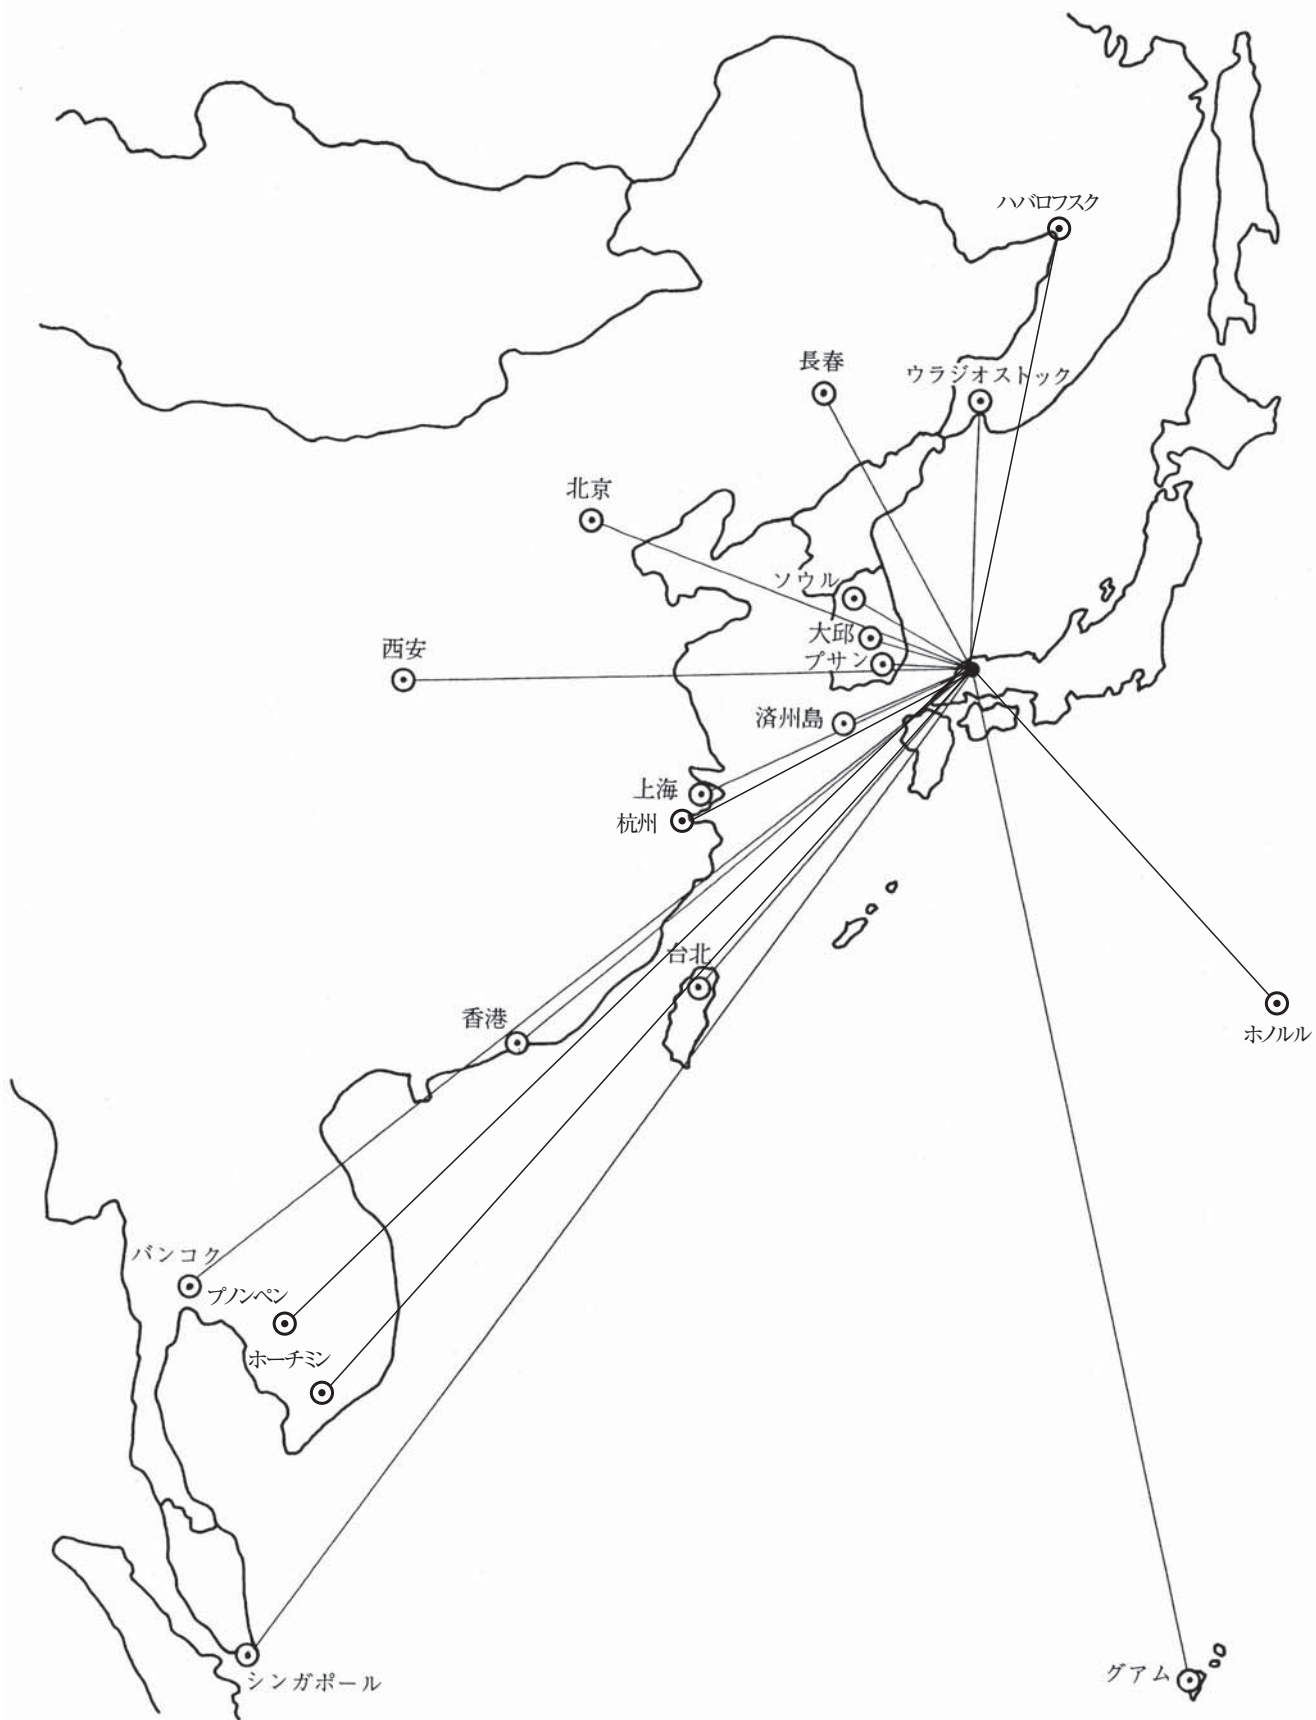 ハバロフスク
長春
ウラジオストック
北京
ソウル
大邱
プサン
西安
済州島
上海
杭州
台北
香港
ホノルル
バンコク
プノンペン
ホーチミン
シンガポール
グアム